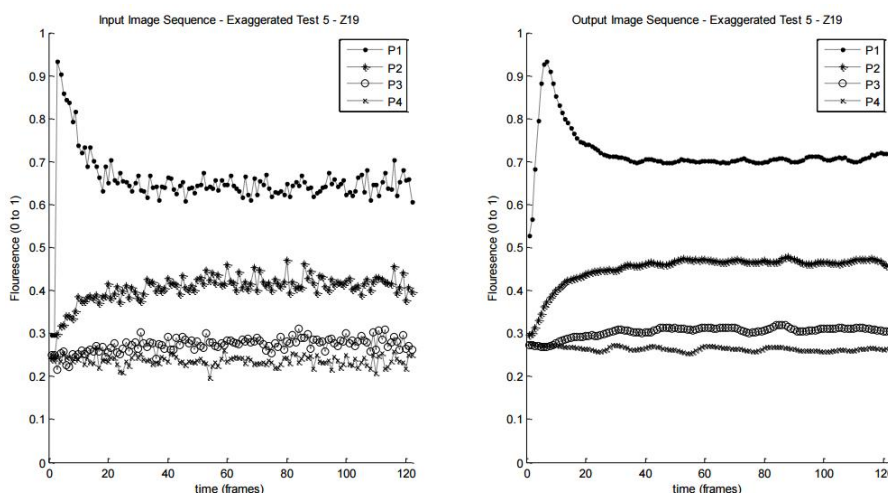 Input Image Sequence - Exaggerated Test 5 - Z19
Flouresence (0 to 1)
1
0.9
0.8
0.7
0.6
0.5
0.4
0.3
0.2
0.1
0
P1
P2
P3
P4
0 20 40 60 80 100 120
time (frames)
Output Image Sequence - Exaggerated Test 5 - Z19
Flouresence (0 to 1)
1
0.9
0.8
0.7
0.6
0.5
0.4
0.3
0.2
0.1
0
P1
P2
P3
P4
0 20 40 60 80 100 120
time (frames)